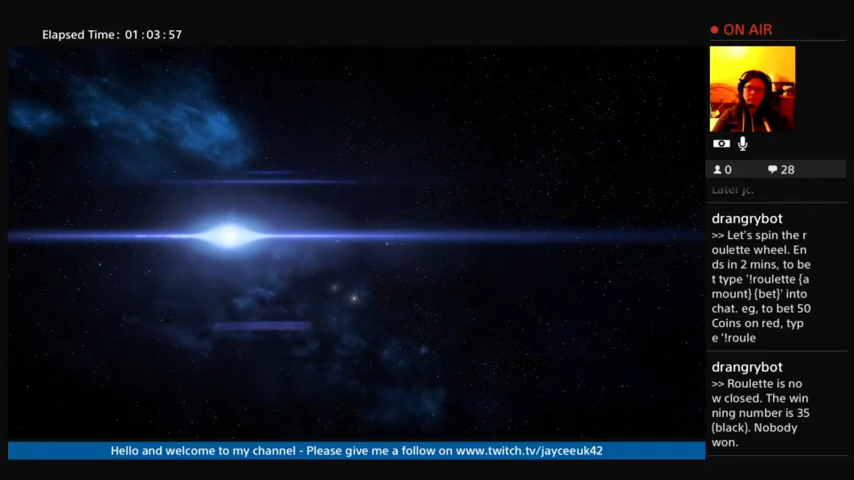 Elapsed Time: 01:03:57
ON AIR
0
28
Later jc.
drangrybot
>> Let's spin the r
oulette wheel. En
ds in 2 mins, to be
t type '!roulette {a
mount} {bet}' into
chat. eg, to bet 50
Coins on red, typ
e '!roule
drangrybot
>> Roulette is no
w closed. The win
ning number is 35
(black). Nobody
won.
Hello and welcome to my channel - Please give me a follow on www.twitch.tv/jayceeuk42